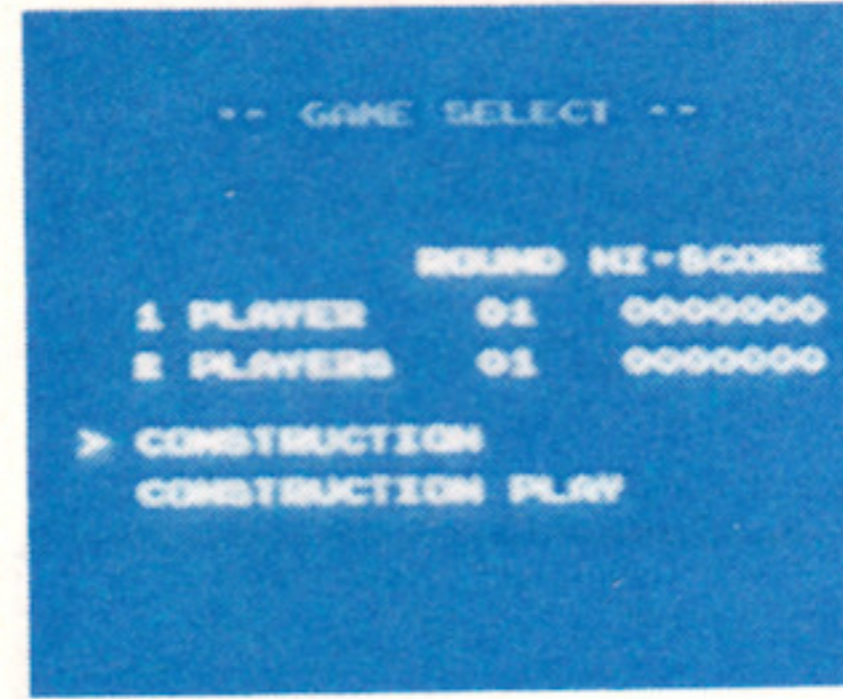 -- GAME SELECT --
ROUND HI-SCORE
1 PLAYER 01 0000000
2 PLAYERS 01 0000000
> CONSTRUCTION
CONSTRUCTION PLAY